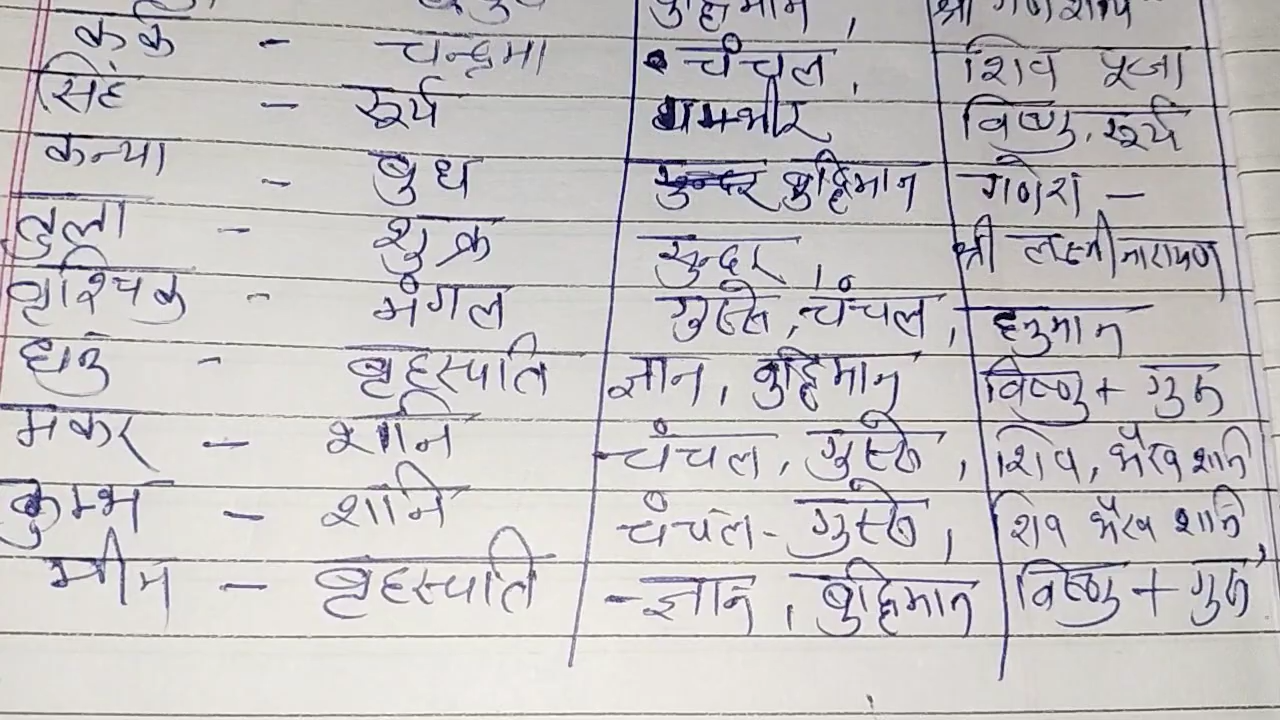 बुद्धिमान, श्री गणेशाय
कर्क - चन्द्रमा चंचल, शिव पूजा
सिंह - सूर्य गम्भीर विष्णु, सूर्य
कन्या - बुध सुन्दर बुद्धिमान गणेश -
तुला - शुक्र सुन्दर, श्री लक्ष्मीनारायण
वृश्चिक - मंगल गुस्से, चंचल, हनुमान
धनु - बृहस्पति ज्ञान, बुद्धिमान विष्णु + गुरु
मकर - शनि -चंचल, गुस्से, शिव, भैरव शनि
कुम्भ - शनि चंचल - गुस्से, शिव भैरव शनि,
मीन - बृहस्पति - ज्ञान, बुद्धिमान विष्णु + गुरु